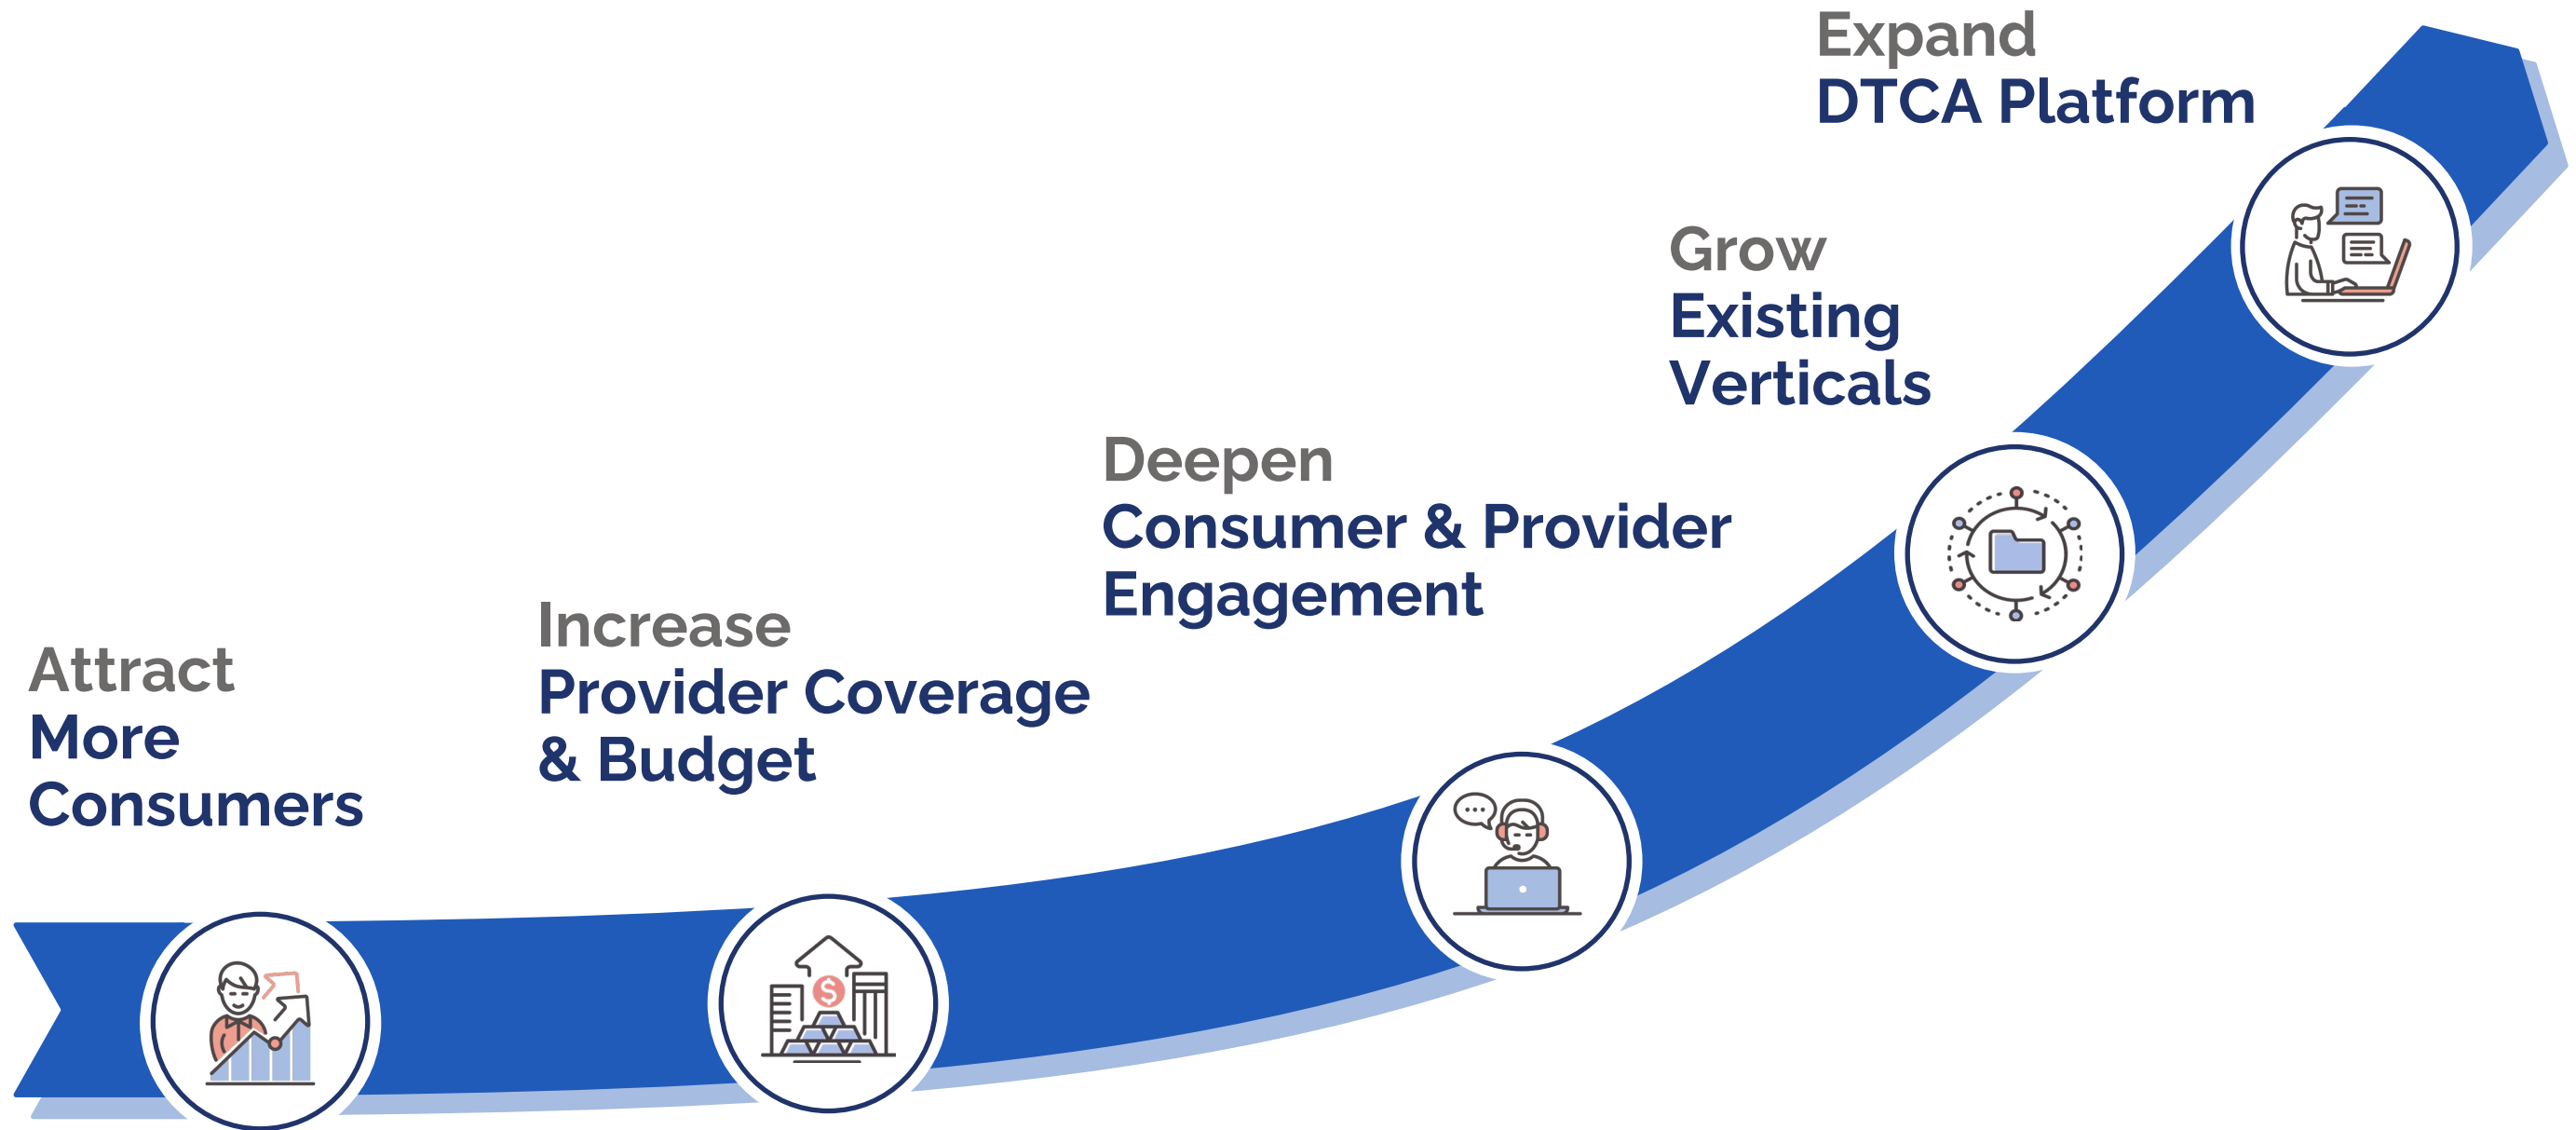 Attract
More
Consumers
Increase
Provider Coverage
& Budget
Deepen
Consumer & Provider
Engagement
Grow
Existing
Verticals
Expand
DTCA Platform
$